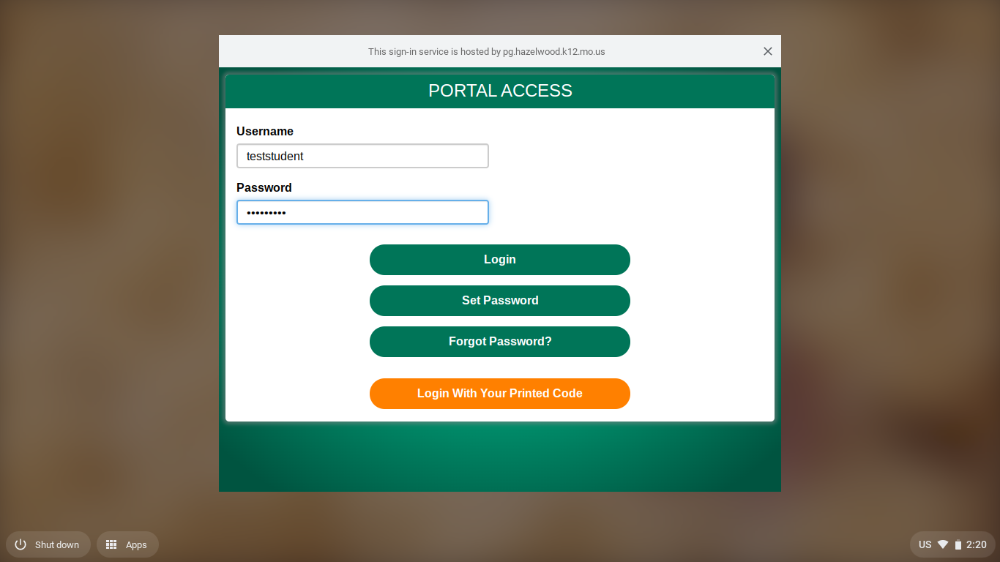 This sign-in service is hosted by pg.hazelwood.k12.mo.us
PORTAL ACCESS
Username
teststudent
Password
•••••••••
Login
Set Password
Forgot Password?
Login With Your Printed Code
Shut down
Apps
US
2:20